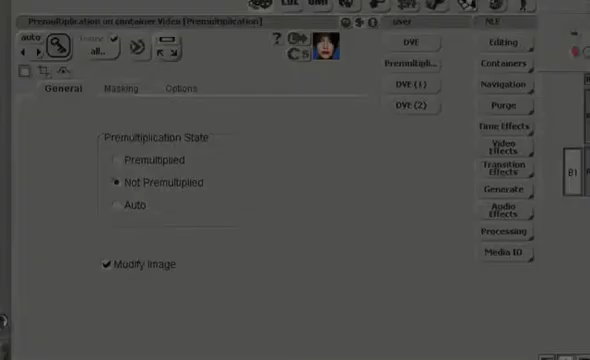 Premultiplication on container Video [Premultiplication]
user
NLE
auto
all..
?
DVE
Editing
Premultipli..
Containers
DVE (1)
Navigation
General
Masking
Options
DVE (2)
Purge
Time Effects
Premultiplication State
Video
Effects
Premultiplied
Transition
Effects
Not Premultiplied
Generate
Auto
Audio
Effects
Processing
Media IO
Modify Image